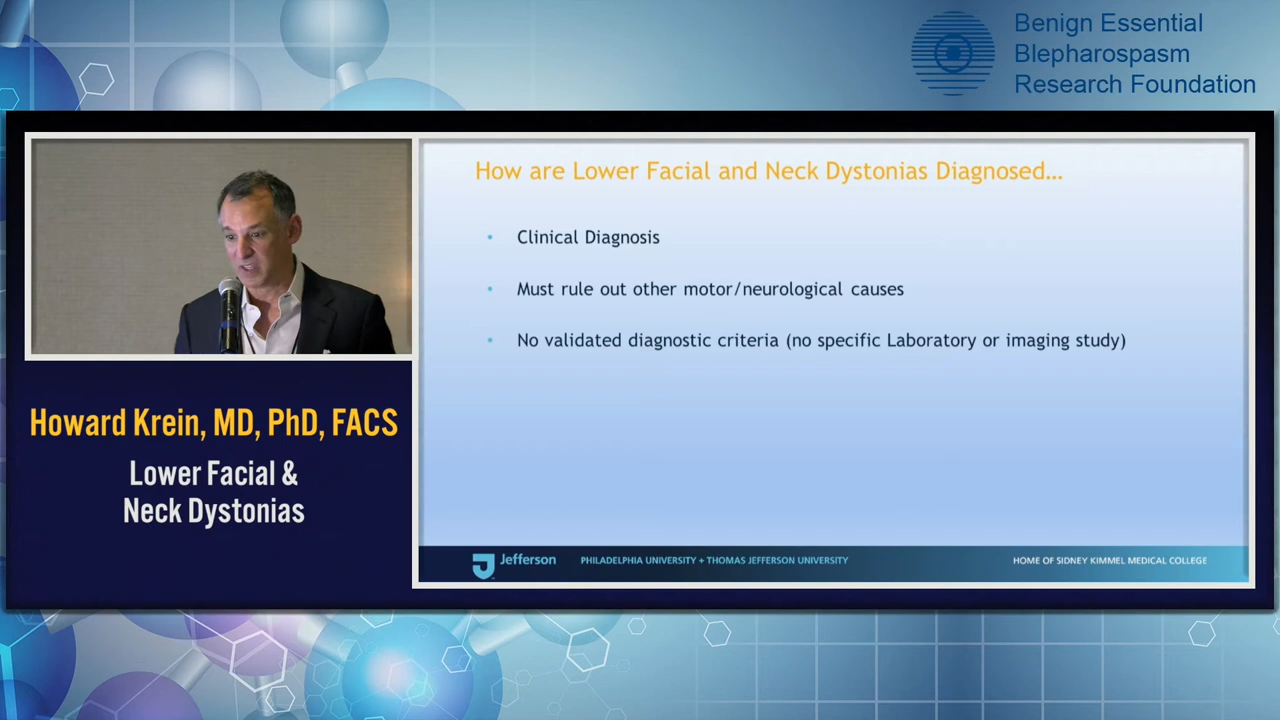 Benign Essential
Blepharospasm
Research Foundation
How are Lower Facial and Neck Dystonias Diagnosed...
• Clinical Diagnosis
• Must rule out other motor/neurological causes
• No validated diagnostic criteria (no specific Laboratory or imaging study)
Howard Krein, MD, PhD, FACS
Lower Facial &
Neck Dystonias
Jefferson
PHILADELPHIA UNIVERSITY + THOMAS JEFFERSON UNIVERSITY
HOME OF SIDNEY KIMMEL MEDICAL COLLEGE